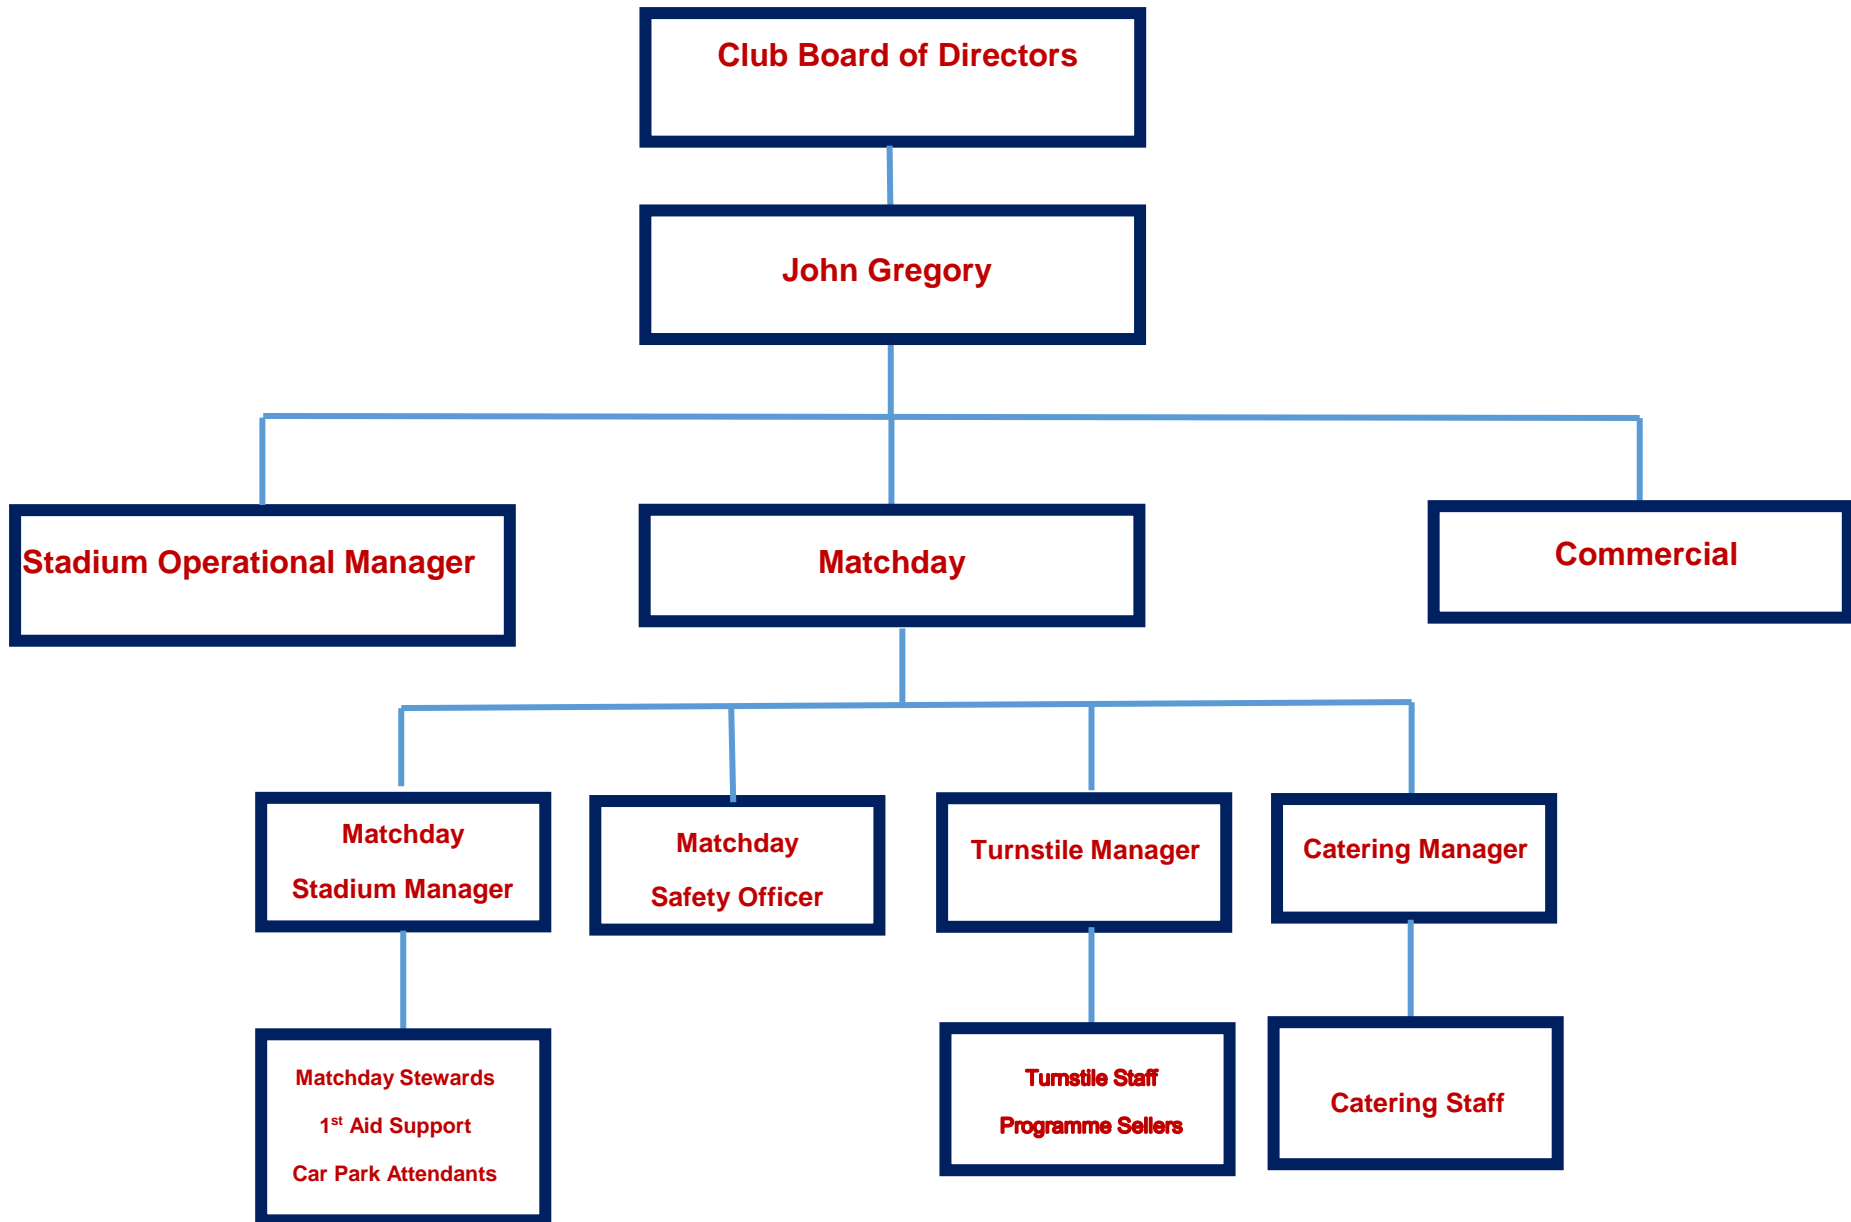 Club Board of Directors
John Gregory
Stadium Operational Manager
Matchday
Commercial
Matchday
Stadium Manager
Matchday
Safety Officer
Turnstile Manager
Catering Manager
Matchday Stewards
1st Aid Support
Car Park Attendants
Turnstile Staff
Programme Sellers
Catering Staff